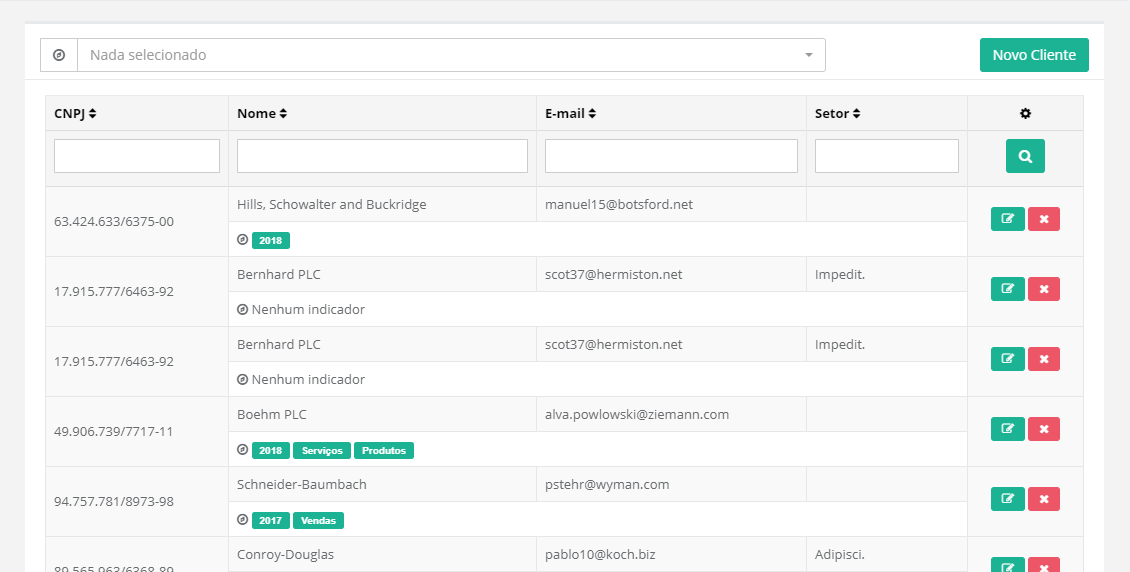 Nada selecionado Novo Cliente
CNPJ Nome E-mail Setor
Hills, Schowalter and Buckridge manuel15@botsford.net
63.424.633/6375-00
2018
Bernhard PLC scot37@hermiston.net Impedit.
17.915.777/6463-92
Nenhum indicador
Bernhard PLC scot37@hermiston.net Impedit.
17.915.777/6463-92
Nenhum indicador
Boehm PLC alva.powlowski@ziemann.com
49.906.739/7717-11
2018 Serviços Produtos
Schneider-Baumbach pstehr@wyman.com
94.757.781/8973-98
2017 Vendas
Conroy-Douglas pablo10@koch.biz Adipisci.